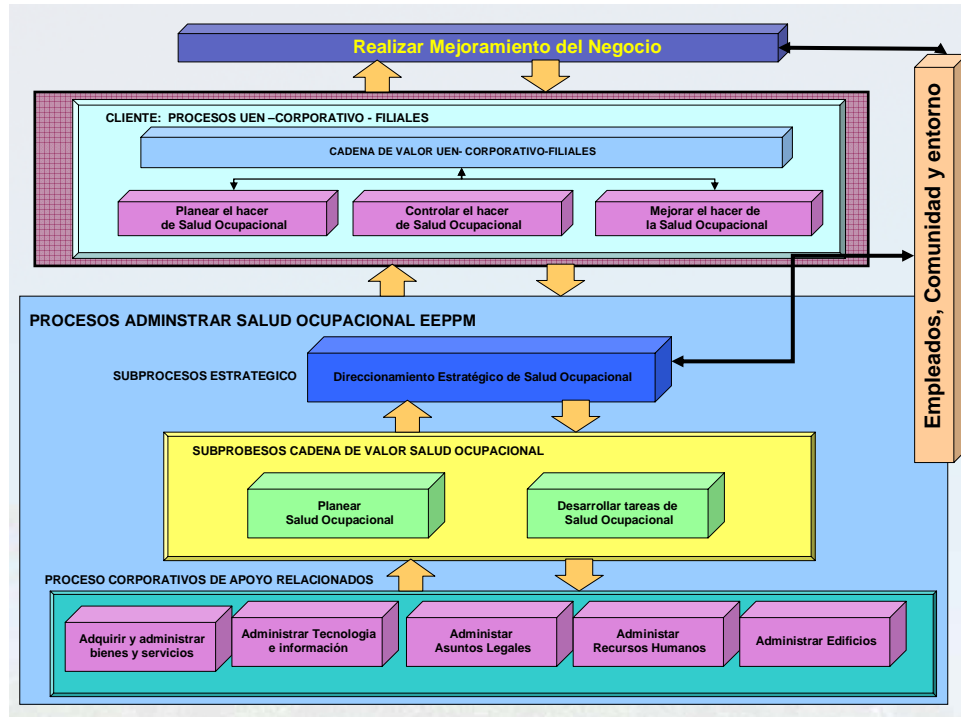 Realizar Mejoramiento del Negocio
CLIENTE: PROCESOS UEN –CORPORATIVO - FILIALES
CADENA DE VALOR UEN- CORPORATIVO-FILIALES
Planear el hacer
de Salud Ocupacional
Controlar el hacer
de Salud Ocupacional
Mejorar el hacer de
la Salud Ocupacional
Empleados, Comunidad y entorno
PROCESOS ADMINSTRAR SALUD OCUPACIONAL EEPPM
SUBPROCESOS ESTRATEGICO
Direccionamiento Estratégico de Salud Ocupacional
SUBPROBESOS CADENA DE VALOR SALUD OCUPACIONAL
Planear
Salud Ocupacional
Desarrollar tareas de
Salud Ocupacional
PROCESO CORPORATIVOS DE APOYO RELACIONADOS
Adquirir y administrar
bienes y servicios
Administrar Tecnologia
e información
Administar
Asuntos Legales
Administar
Recursos Humanos
Administrar Edificios